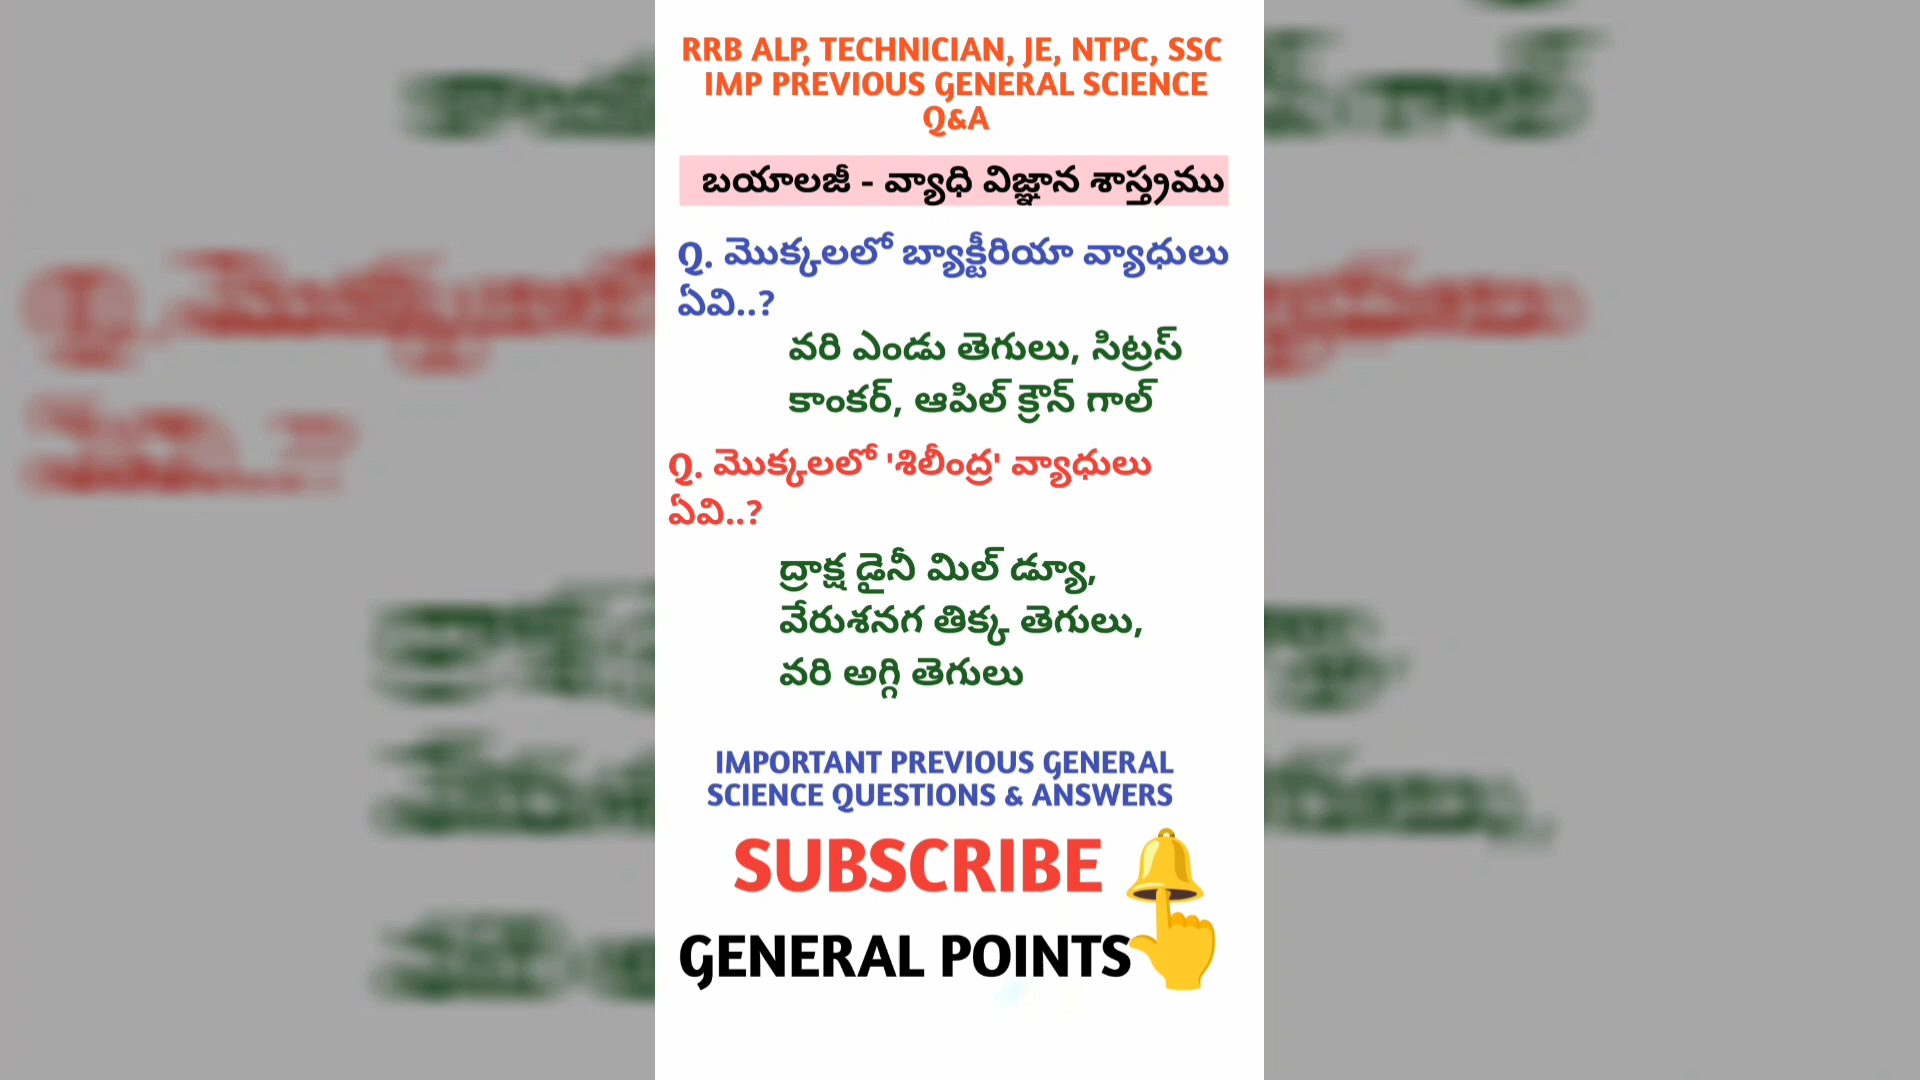 RRB ALP, TECHNICIAN, JE, NTPC, SSC
IMP PREVIOUS GENERAL SCIENCE
Q&A
బయాలజీ - వ్యాధి విజ్ఞాన శాస్త్రము
Q. మొక్కలలో బ్యాక్టీరియా వ్యాధులు
ఏవి..?
వరి ఎండు తెగులు, సిట్రస్
కాంకర్, ఆపిల్ క్రౌన్ గాల్
Q. మొక్కలలో 'శిలీంద్ర' వ్యాధులు
ఏవి..?
ద్రాక్ష డైనీ మిల్ డ్యూ,
వేరుశనగ తిక్క తెగులు,
వరి అగ్గి తెగులు
IMPORTANT PREVIOUS GENERAL
SCIENCE QUESTIONS & ANSWERS
SUBSCRIBE
GENERAL POINTS